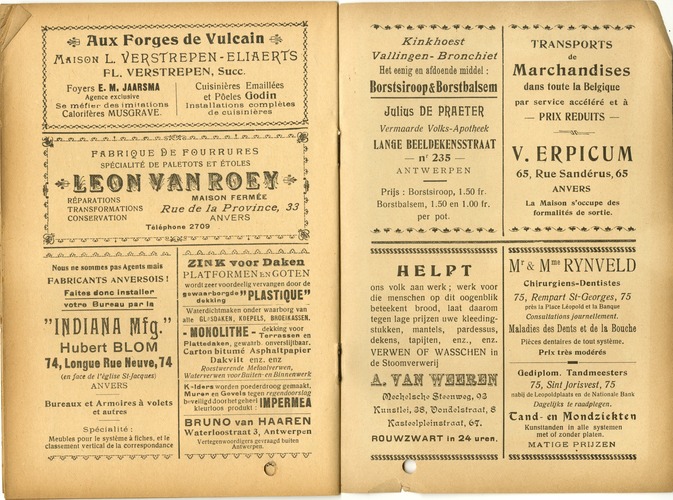 Aux Forges de Vulcain
MAISON L. VERSTREPEN-ELIAERTS
FL. VERSTREPEN, Succ.
Foyers E. M. JAARSMA
Agence exclusive
Se méfier des imitations
Calorifères MUSGRAVE.
Cuisinières Emaillées
et Pôeles Godin
Installations complètes
de cuisinières
FABRIQUE DE FOURRURES
SPÉCIALITÉ DE PALETOTS ET ÉTOLES
LEON VAN ROEY
MAISON FERMÉE
RÉPARATIONS
TRANSFORMATIONS
CONSERVATION
Rue de la Province, 33
ANVERS
Téléphone 2709
Nous ne sommes pas Agents mais
FABRICANTS ANVERSOIS !
Faites donc installer
votre Bureau par la
"INDIANA Mfg."
Hubert BLOM
74, Longue Rue Neuve, 74
(en face de l'église St-Jacques)
ANVERS
Bureaux et Armoires à volets
et autres
Spécialité :
Meubles pour le système à fiches, et le
classement vertical de la correspondance
ZINK voor Daken
PLATFORMEN EN GOTEN
wordt zeer voordeelig vervangen door de
gewaarborgde "PLASTIQUE"
dekking
Waterdichtmaken onder waarborg van
alle GLASDAKEN, KOEPELS, BROEIKASSEN.
- MONOLITHE - dekking voor
Terrassen en
Plattedaken, gewatrb. onverslijtbaar.
Carton bitumé Asphaltpapier
Dakvilt enz. enz
Roestwerende Metaalverwen,
Waterverwen voor Buiten- en Binnenwerk
Kelders worden poederdroog gemaakt.
Muren en Gevels tegen regendoorslag
beveiligd door het geheel
kleurloos produkt :
IMPERMEA
BRUNO van HAAREN
Waterloostraat 3, Antwerpen
Vertegenwoordigers gevraagd buiten
Antwerpen.
Kinkhoest
Vallingen - Bronchiet
Het eenig en afdoende middel :
Borstsiroop & Borstbalsem
Julius DE PRAETER
Vermaarde Volks-Apotheek
LANGE BEELDEKENSSTRAAT
— nr 235 —
ANTWERPEN
Prijs : Borstsiroop, 1.50 fr.
Borstbalsem, 1.50 en 1.00 fr.
per pot.
TRANSPORTS
de
Marchandises
dans toute la Belgique
par service accéléré et à
— PRIX REDUITS —
V. ERPICUM
65, Rue Sandérus, 65
ANVERS
La Maison s'occupe des
formalités de sortie.
HELPT
ons volk aan werk ; werk voor
die menschen op dit oogenblik
beteekent brood, laat daarom
tegen lage prijzen uwe kleeding-
stukken, mantels, pardessus,
dekens, tapijten, enz., enz.
VERWEN OF WASSCHEN in
de Stoomverwerij
A. VAN WEEREN
Mechelsche Steenweg, 93
Kunstlei, 38, Vondelstraat, 8
Kasteelpleinstraat, 67.
ROUWZWART in 24 uren.
Mr & Mme RYNVELD
Chirurgiens-Dentistes
75, Rempart St-Georges, 75
près la Place Léopold et la Banque
Consultations journellement.
Maladies des Dents et de la Bouche
Pièces dentaires de tout système.
Prix très modérés
Gediplom. Tandmeesters
75, Sint Jorisvest, 75
nabij de Leopoldplaats en de Nationale Bank
Dagelijks te raadplegen.
Tand- en Mondziekten
Kunstianden in alle systemen
met of zonder platen.
MATIGE PRIJZEN